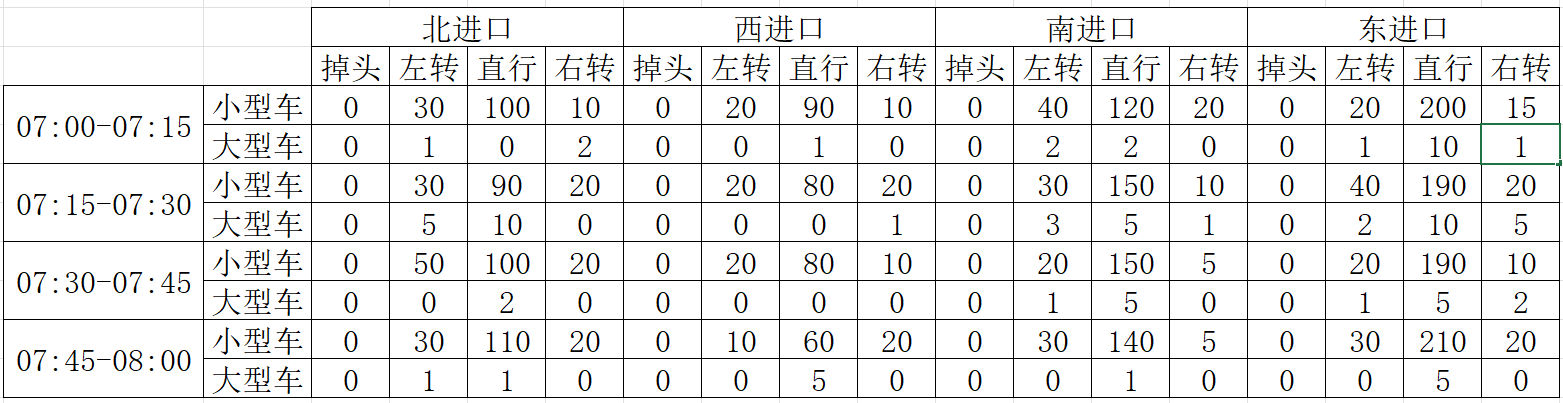 北进口 西进口 南进口 东进口
掉头 左转 直行 右转 掉头 左转 直行 右转 掉头 左转 直行 右转 掉头 左转 直行 右转
07:00-07:15 小型车 0 30 100 10 0 20 90 10 0 40 120 20 0 20 200 15
大型车 0 1 0 2 0 0 1 0 0 2 2 0 0 1 10 1
07:15-07:30 小型车 0 30 90 20 0 20 80 20 0 30 150 10 0 40 190 20
大型车 0 5 10 0 0 0 0 1 0 3 5 1 0 2 10 5
07:30-07:45 小型车 0 50 100 20 0 20 80 10 0 20 150 5 0 20 190 10
大型车 0 0 2 0 0 0 0 0 0 1 5 0 0 1 5 2
07:45-08:00 小型车 0 30 110 20 0 10 60 20 0 30 140 5 0 30 210 20
大型车 0 1 1 0 0 0 5 0 0 0 1 0 0 0 5 0